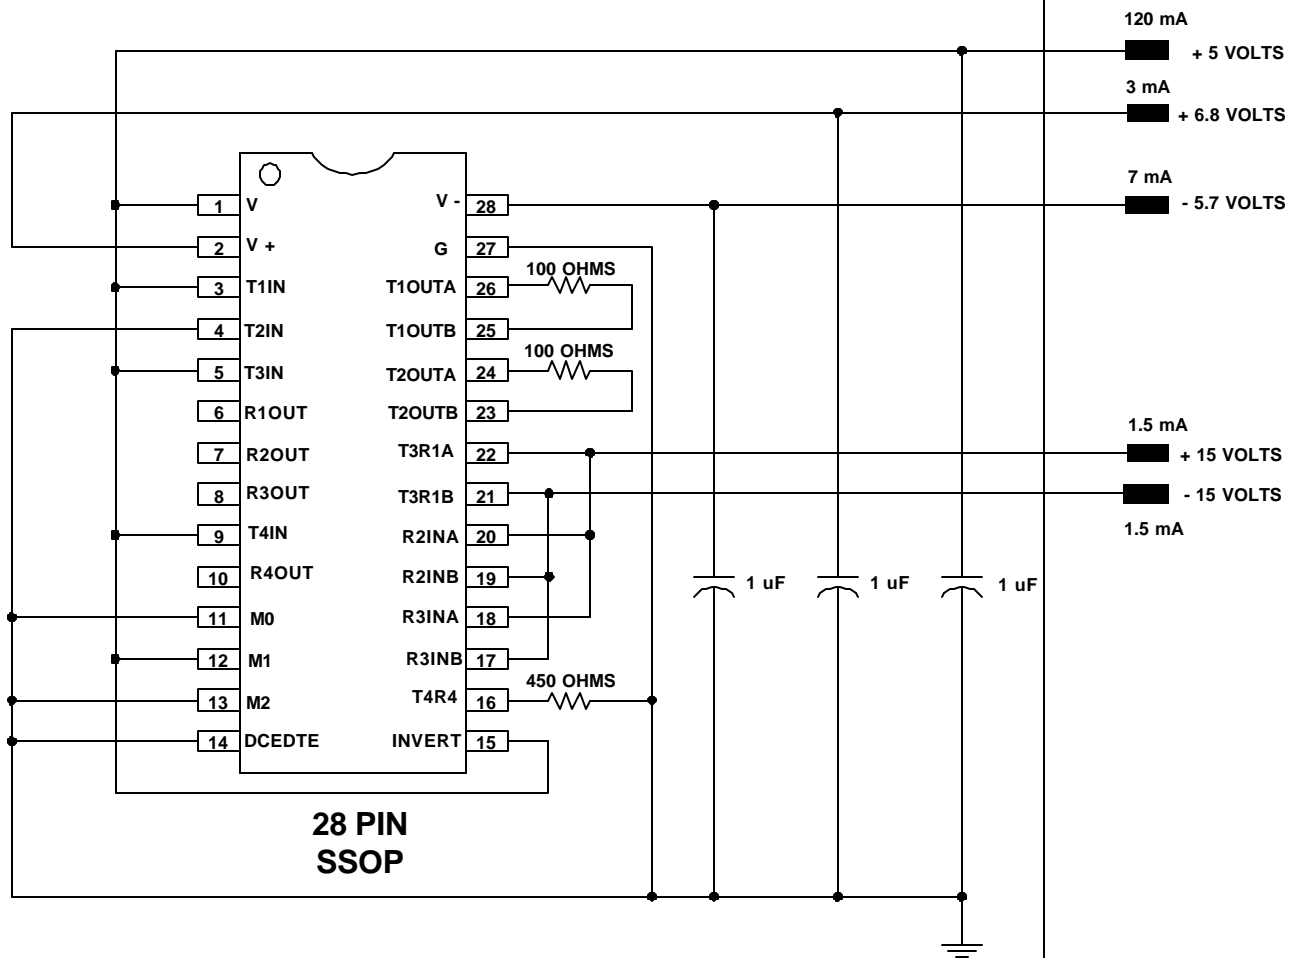 120 mA
+ 5 VOLTS
3 mA
+ 6.8 VOLTS
7 mA
- 5.7 VOLTS
1 V
V - 28
2 V +
G 27
100 OHMS
3 T1IN
T1OUTA 26
4 T2IN
T1OUTB 25
100 OHMS
5 T3IN
T2OUTA 24
6 R1OUT
T2OUTB 23
1.5 mA
7 R2OUT
T3R1A 22
+ 15 VOLTS
8 R3OUT
T3R1B 21
- 15 VOLTS
1.5 mA
9 T4IN
R2INA 20
10 R4OUT
R2INB 19
1 uF
1 uF
1 uF
11 M0
R3INA 18
12 M1
R3INB 17
450 OHMS
13 M2
T4R4 16
14 DCEDTE
INVERT 15
28 PIN
SSOP